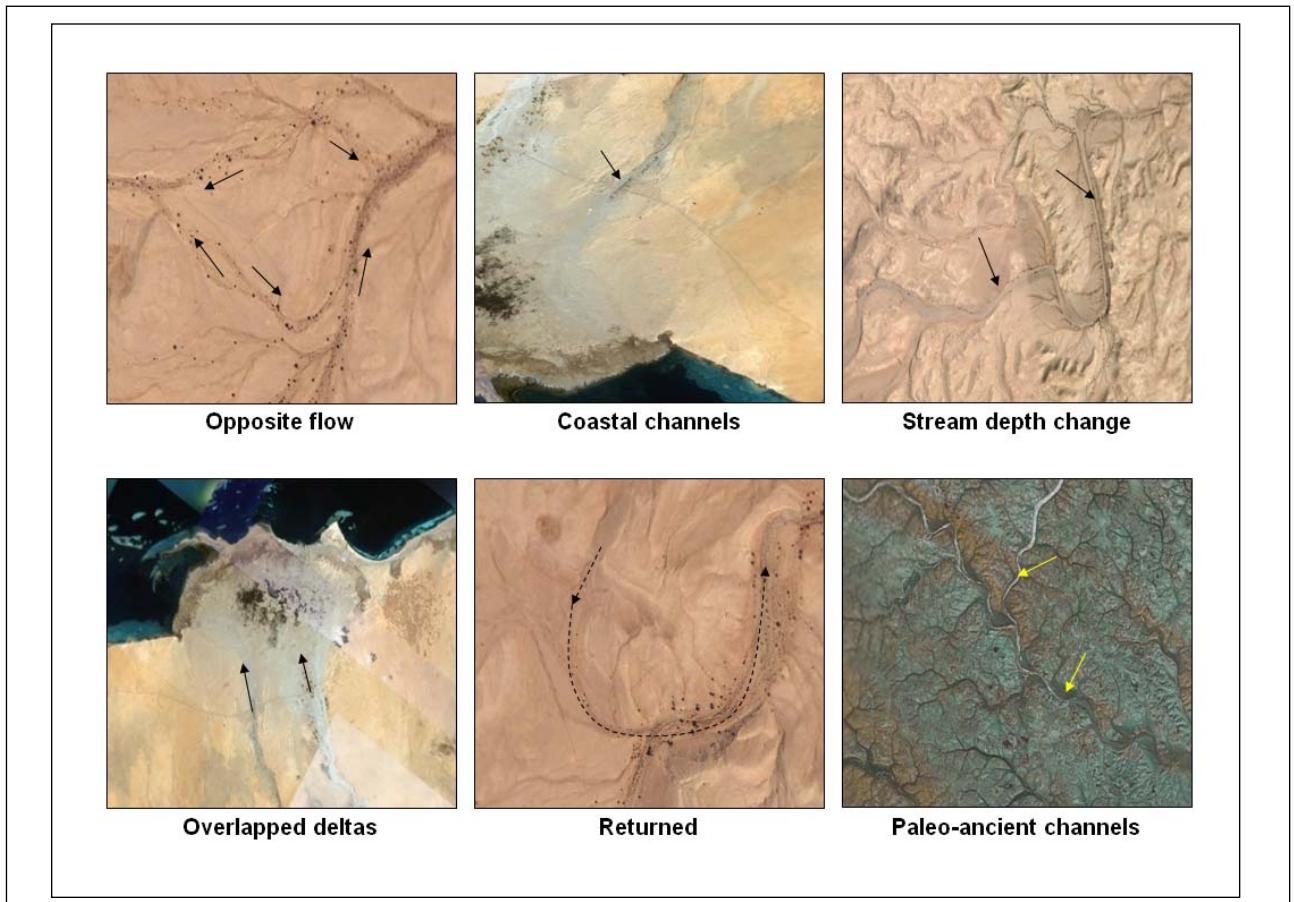 Opposite flow
Coastal channels
Stream depth change
Overlapped deltas
Returned
Paleo-ancient channels